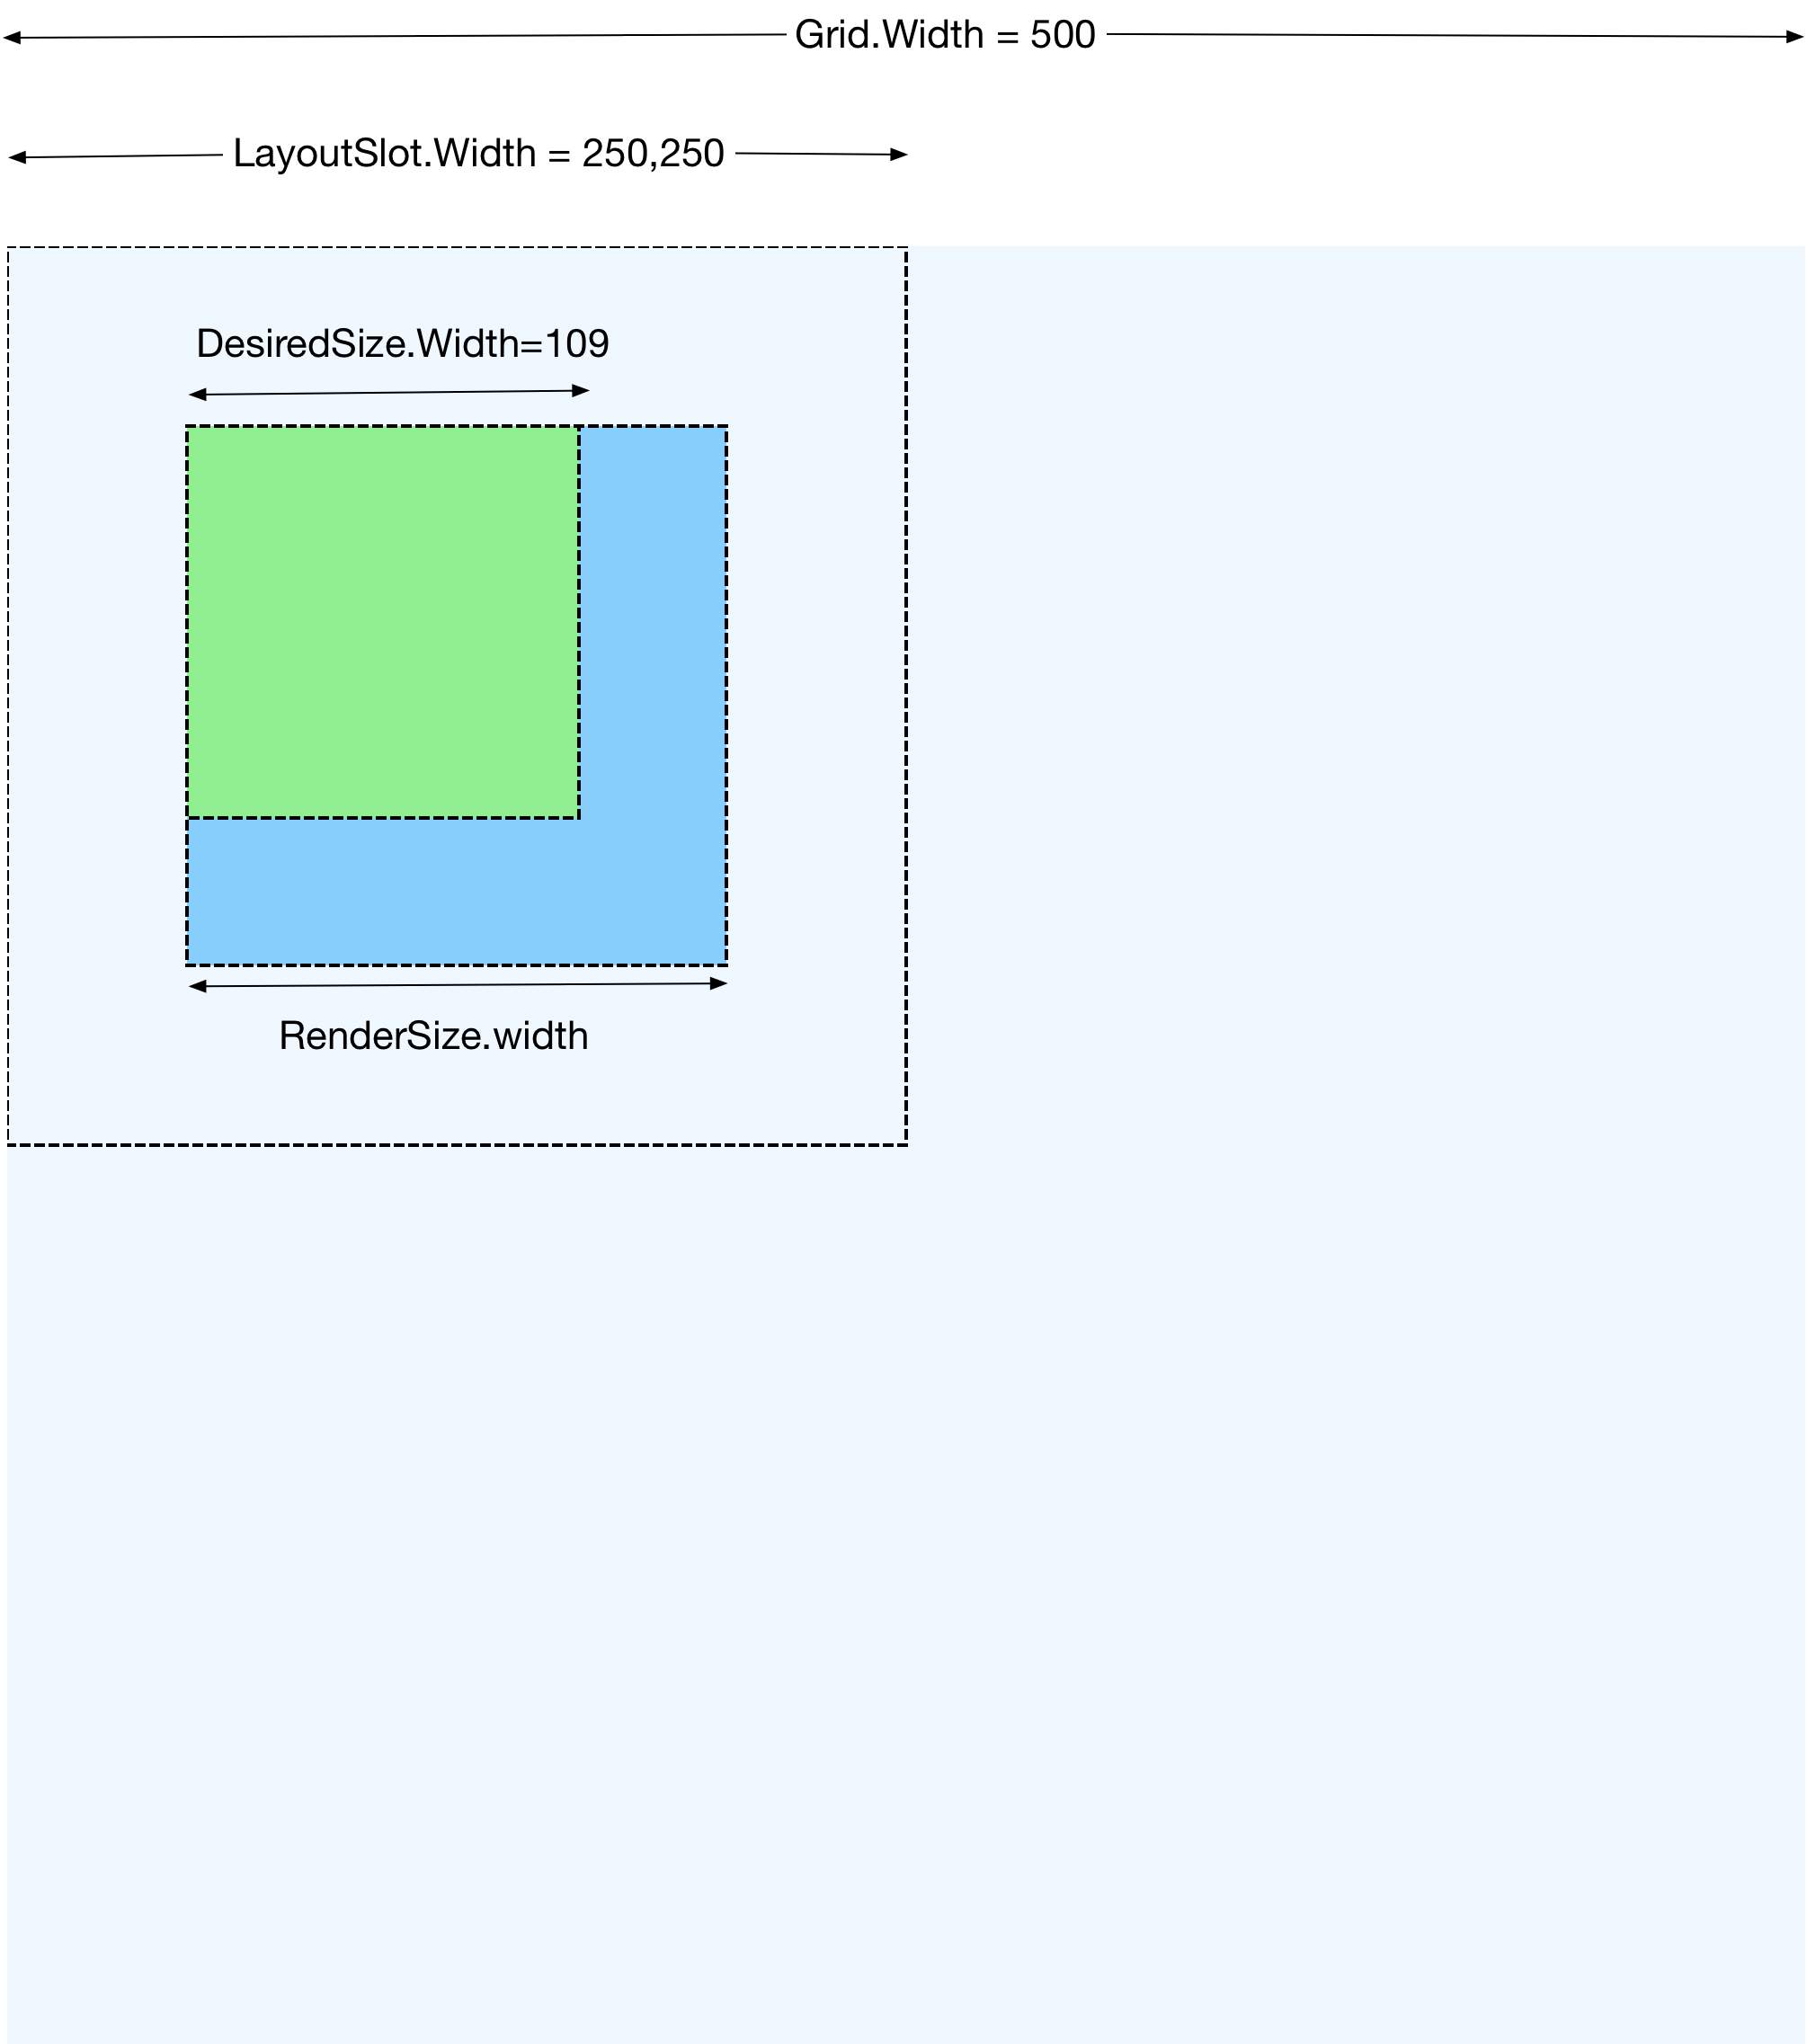 Grid.Width = 500
LayoutSlot.Width = 250,250
DesiredSize.Width=109
RenderSize.width